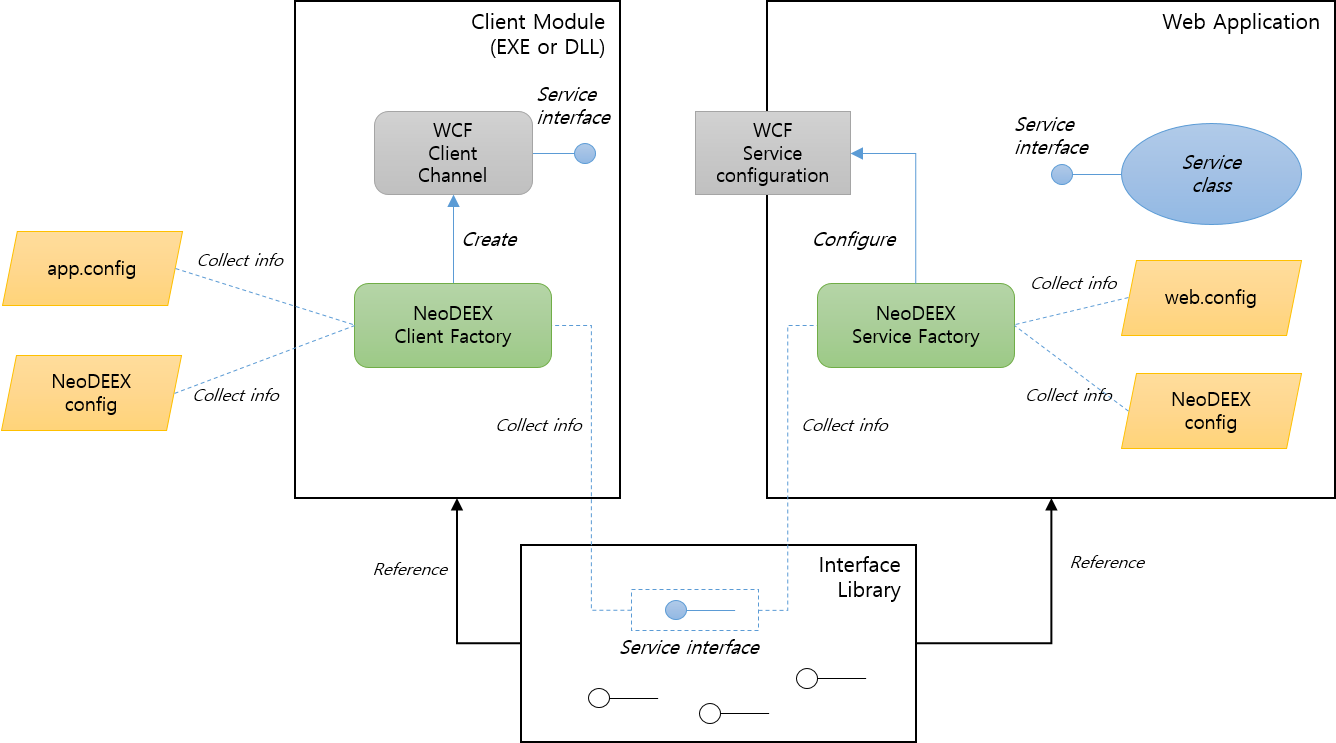 Client Module
(EXE or DLL)
Service
interface
WCF
Client
Channel
Create
app.config
Collect info
NeoDEEX
Client Factory
NeoDEEX
config
Collect info
Collect info
Web Application
WCF
Service
configuration
Service
interface
Service
class
Configure
NeoDEEX
Service Factory
Collect info
web.config
Collect info
NeoDEEX
config
Collect info
Reference
Reference
Interface
Library
Service interface